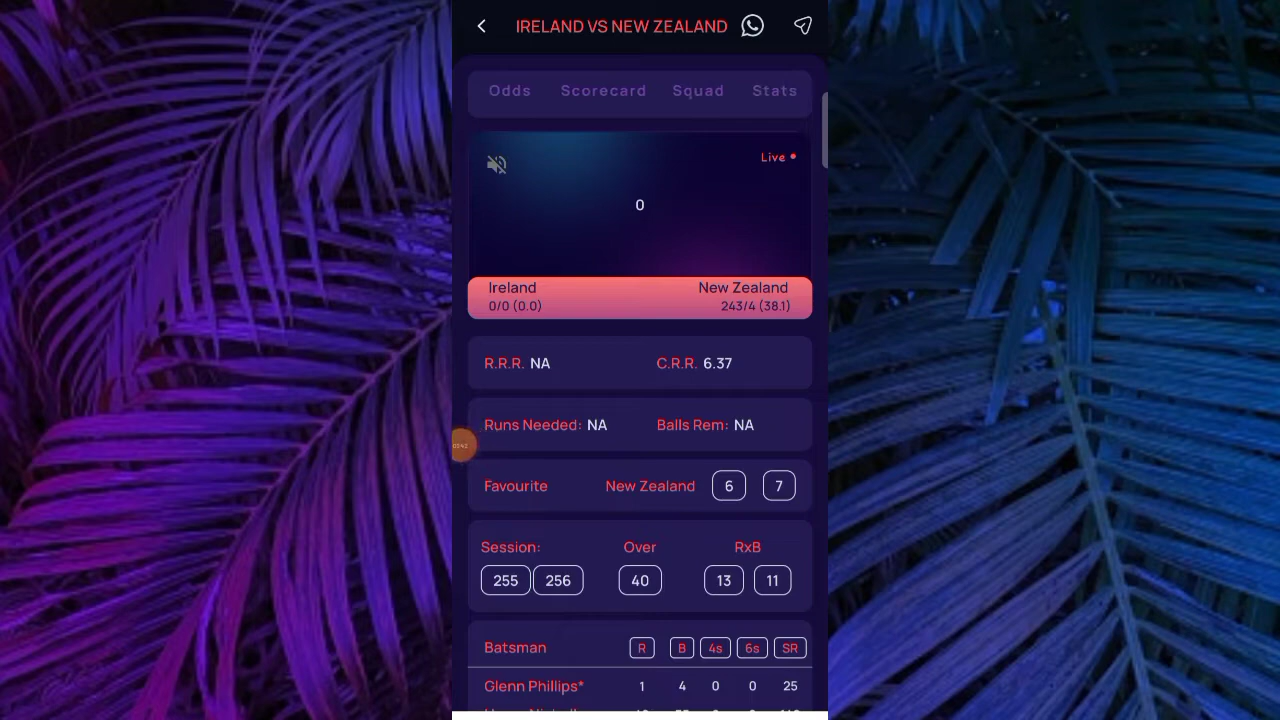 IRELAND VS NEW ZEALAND
Odds Scorecard Squad Stats
Live
0
Ireland New Zealand
0/0 (0.0) 243/4 (38.1)
R.R.R. NA C.R.R. 6.37
Runs Needed: NA Balls Rem: NA
Favourite New Zealand 6 7
Session: Over RxB
255 256 40 13 11
Batsman R B 4s 6s SR
Glenn Phillips* 1 4 0 0 25